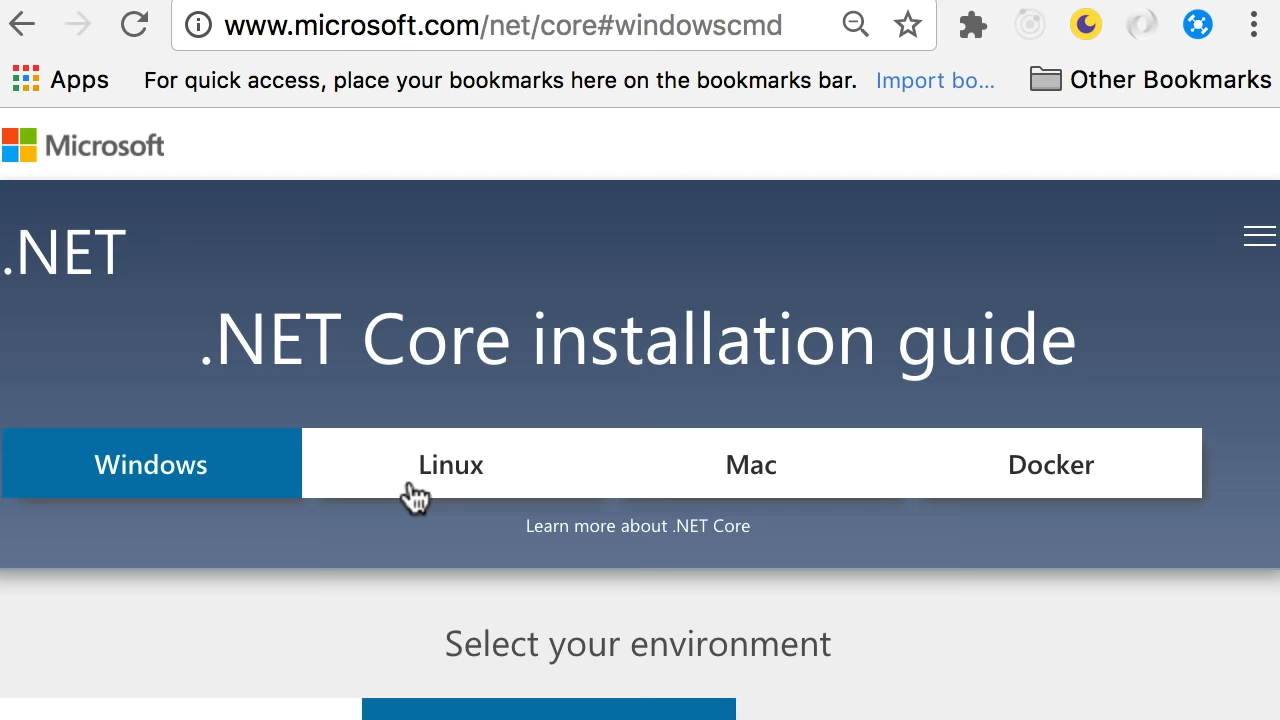 www.microsoft.com/net/core#windowscmd
Apps For quick access, place your bookmarks here on the bookmarks bar. Import bo... Other Bookmarks
Microsoft
.NET
.NET Core installation guide
Windows Linux Mac Docker
Learn more about .NET Core
Select your environment